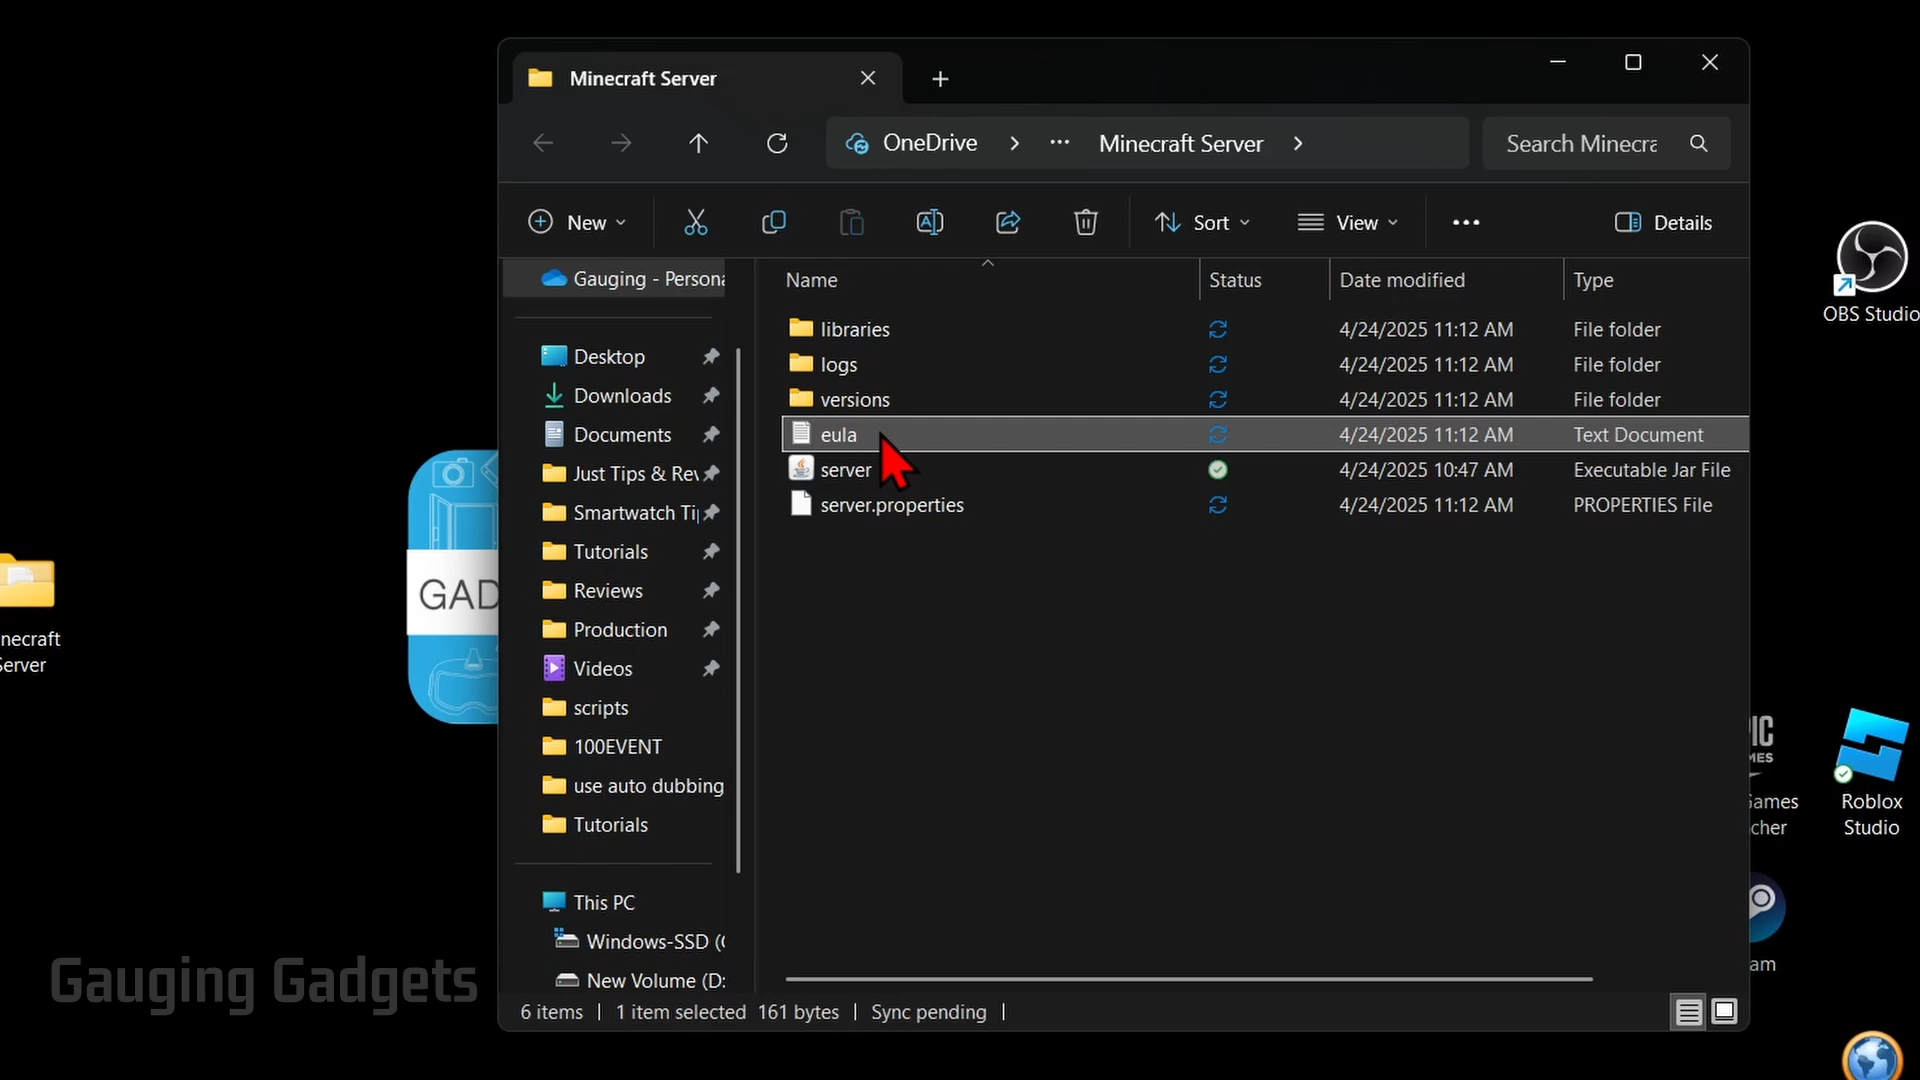 Minecraft Server
OneDrive
Minecraft Server
Search Minecra
New
Sort
View
Details
Gauging - Persona
Name
Status
Date modified
Type
Desktop
Downloads
Documents
Just Tips & Rev
Smartwatch Ti
Tutorials
Reviews
Production
Videos
scripts
100EVENT
use auto dubbing
Tutorials
This PC
Windows-SSD (
New Volume (D:
libraries 4/24/2025 11:12 AM File folder
logs 4/24/2025 11:12 AM File folder
versions 4/24/2025 11:12 AM File folder
eula 4/24/2025 11:12 AM Text Document
server 4/24/2025 10:47 AM Executable Jar File
server.properties 4/24/2025 11:12 AM PROPERTIES File
6 items 1 item selected 161 bytes Sync pending
necraft
Server
GAD
OBS Studio
PIC
MES
Games
cher
Roblox
Studio
am
Gauging Gadgets